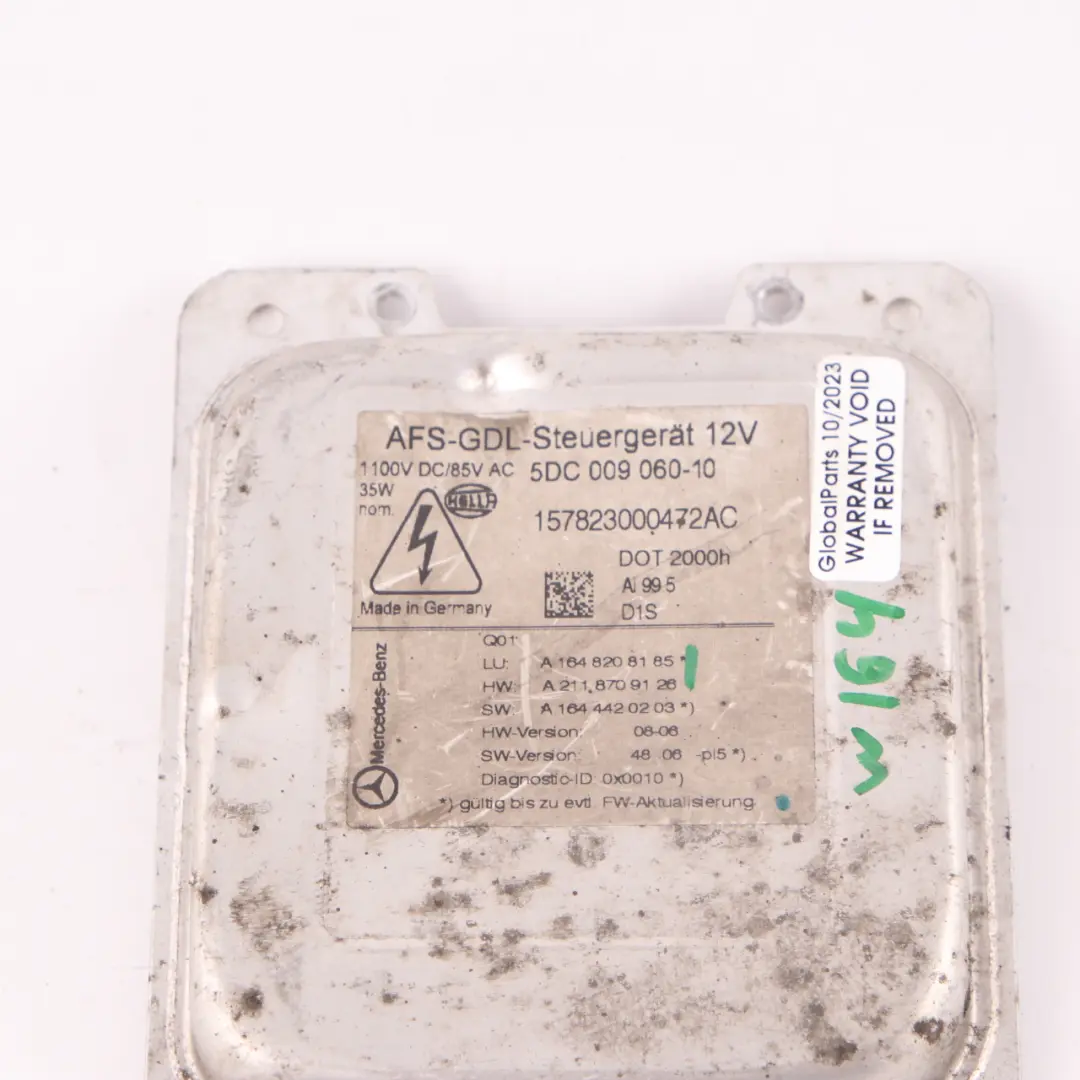 AFS-GDL-Steuergerät 12V
1100V DC/85V AC 5DC 009 060-10
35W
nom.
HELLA
157823000472AC
DOT 2000h
Al 99 5
D1S
Made in Germany
Mercedes-Benz
Q01
LU: A 164 820 81 85 *
HW: A 211 870 91 26
SW: A 164 442 02 03 *)
HW-Version: 06-06
SW-Version: 48 06 -pl5 *)
Diagnostic-ID 0x0010 *)
*) gültig bis zu evtl. FW-Aktualisierung
GlobalParts 10/2023
WARRANTY VOID
IF REMOVED
W164